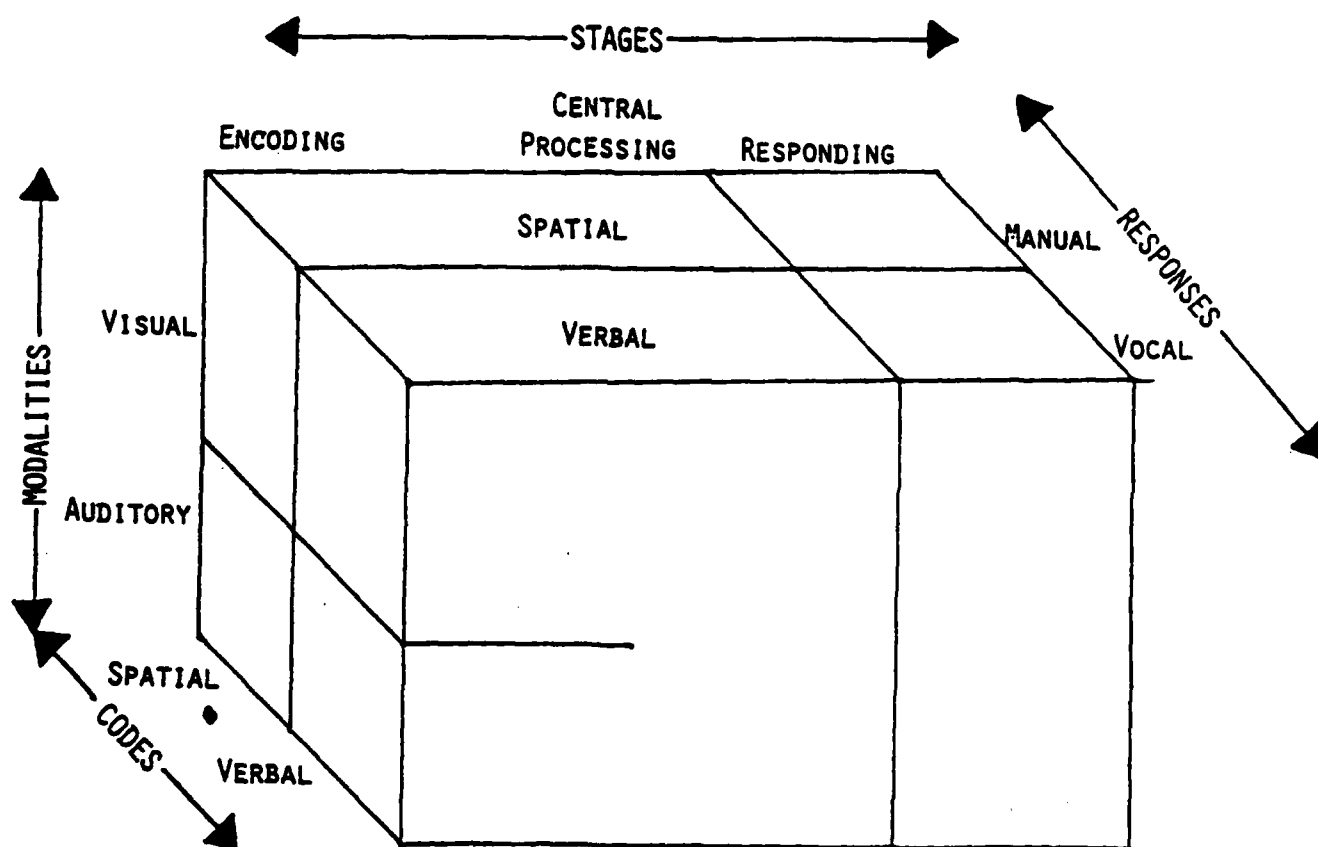 STAGES
CENTRAL
ENCODING PROCESSING RESPONDING
SPATIAL
MANUAL
RESPONSES
VISUAL
VERBAL
VOCAL
MODALITIES
AUDITORY
SPATIAL
CODES
VERBAL